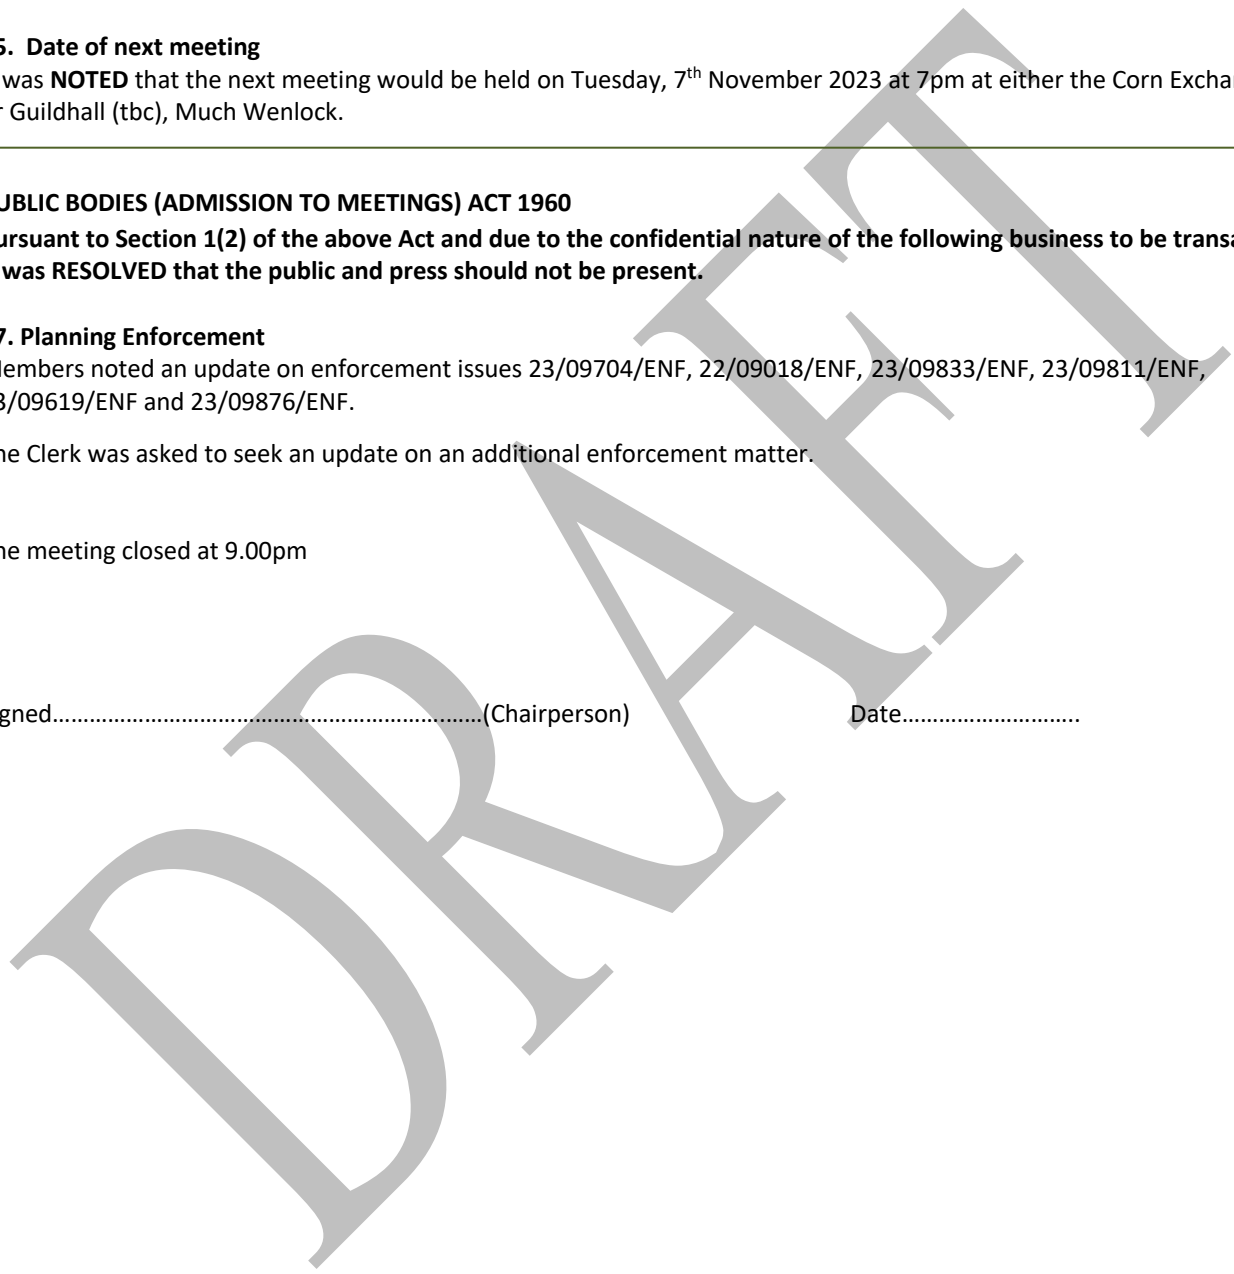 5. Date of next meeting
was NOTED that the next meeting would be held on Tuesday, 7th November 2023 at 7pm at either the Corn Exchan
r Guildhall (tbc), Much Wenlock.
UBLIC BODIES (ADMISSION TO MEETINGS) ACT 1960
ursuant to Section 1(2) of the above Act and due to the confidential nature of the following business to be transa
was RESOLVED that the public and press should not be present.
7. Planning Enforcement
Members noted an update on enforcement issues 23/09704/ENF, 22/09018/ENF, 23/09833/ENF, 23/09811/ENF,
3/09619/ENF and 23/09876/ENF.
he Clerk was asked to seek an update on an additional enforcement matter.
he meeting closed at 9.00pm
gned……………………………………………………………(Chairperson) Date………………………..
DRAFT